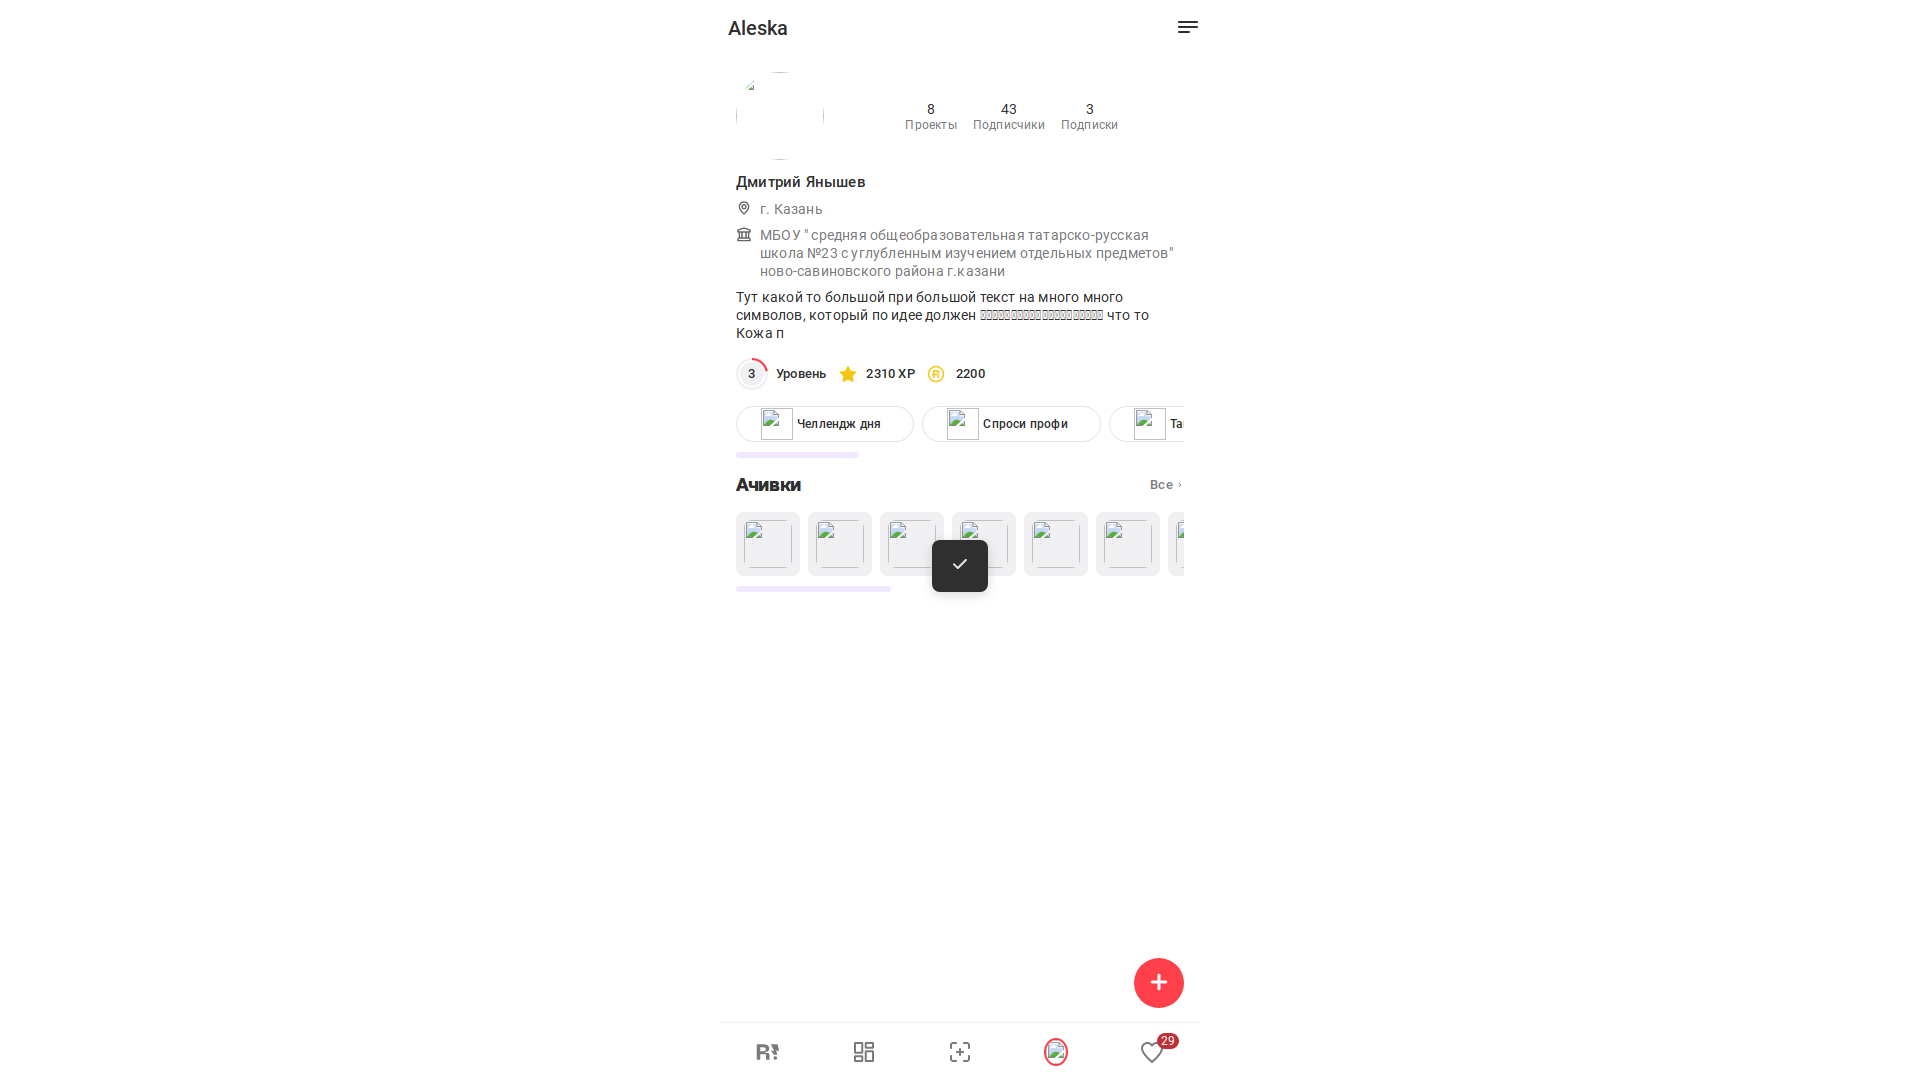 Aleska
8
43
3
Проекты
Подписчики
Подписки
Дмитрий Янышев
г. Казань
МБОУ " средняя общеобразовательная татарско-русская
школа №23 с углубленным изучением отдельных предметов"
ново-савиновского района г.казани
Тут какой то большой при большой текст на много много
символов, который по идее должен что то
Кожа п
3 Уровень 2310 XP 2200
Челлендж дня
Спроси профи
Ачивки
Все
R
29